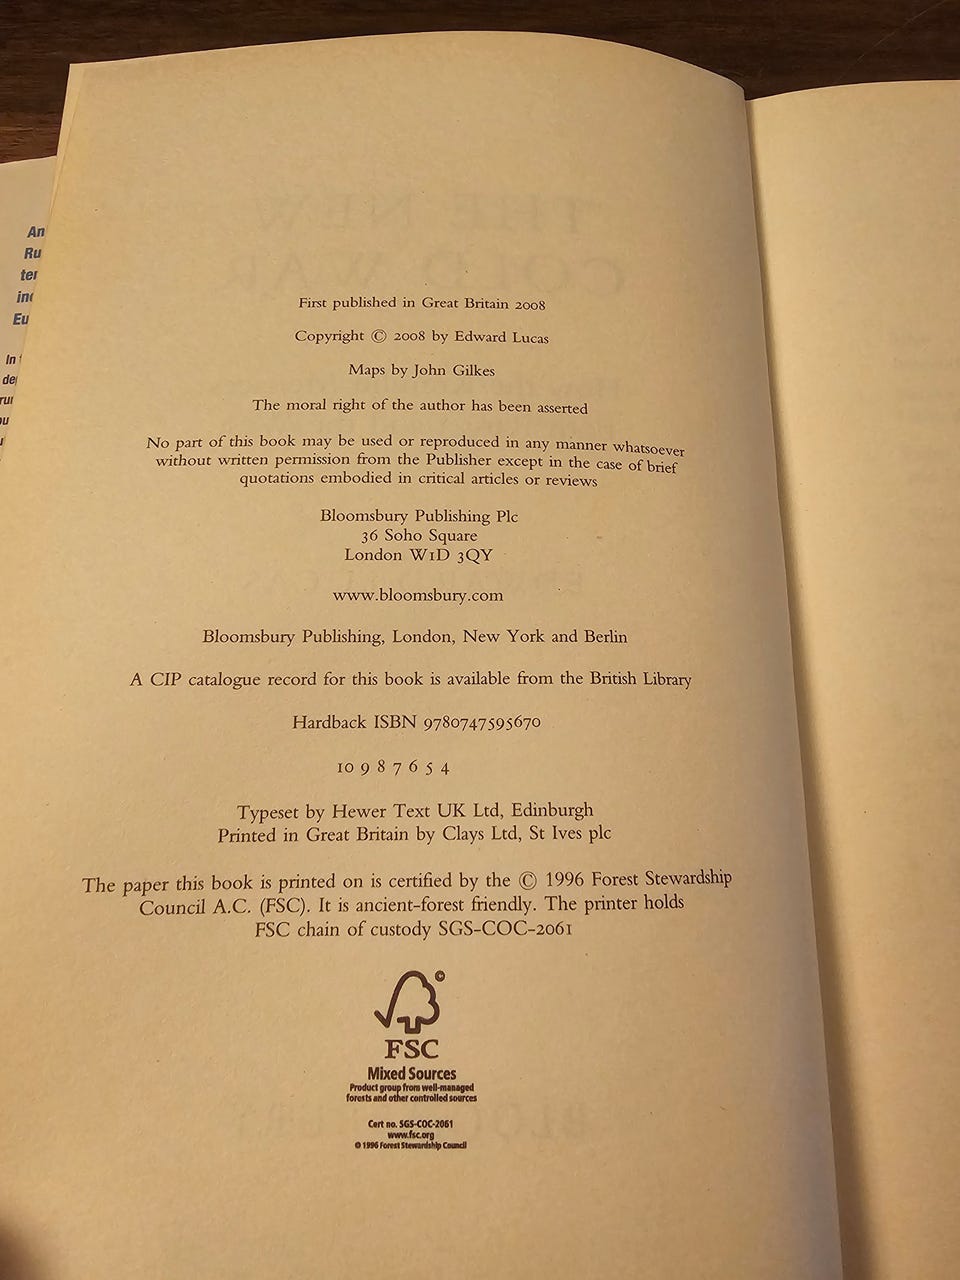 An
Ru
ter
inc
Eu
In
de
rur
ou
First published in Great Britain 2008
Copyright © 2008 by Edward Lucas
Maps by John Gilkes
The moral right of the author has been asserted
No part of this book may be used or reproduced in any manner whatsoever
without written permission from the Publisher except in the case of brief
quotations embodied in critical articles or reviews
Bloomsbury Publishing Plc
36 Soho Square
London W1D 3QY
www.bloomsbury.com
Bloomsbury Publishing, London, New York and Berlin
A CIP catalogue record for this book is available from the British Library
Hardback ISBN 9780747595670
10 9 8 7 6 5 4
Typeset by Hewer Text UK Ltd, Edinburgh
Printed in Great Britain by Clays Ltd, St Ives plc
The paper this book is printed on is certified by the © 1996 Forest Stewardship
Council A.C. (FSC). It is ancient-forest friendly. The printer holds
FSC chain of custody SGS-COC-2061
FSC
Mixed Sources
Product group from well-managed
forests and other controlled sources
Cert no. SGS-COC-2061
www.fsc.org
© 1996 Forest Stewardship Council